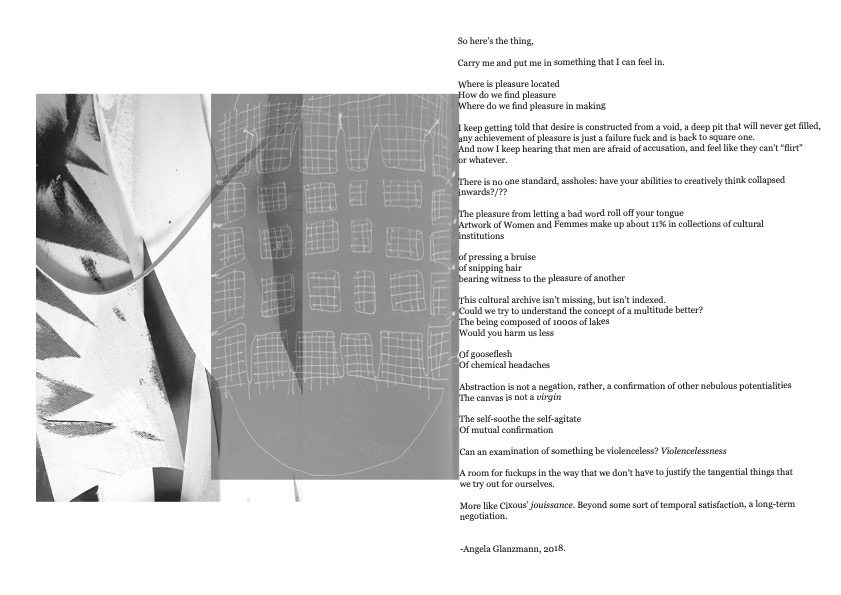 So here's the thing,
Carry me and put me in something that I can feel in.
Where is pleasure located
How do we find pleasure
Where do we find pleasure in making
I keep getting told that desire is constructed from a void, a deep pit that will never get filled,
any achievement of pleasure is just a failure fuck and is back to square one.
And now I keep hearing that men are afraid of accusation, and feel like they can't “flirt”
or whatever.
There is no one standard, assholes: have your abilities to creatively think collapsed
inwards?/??
The pleasure from letting a bad word roll off your tongue
Artwork of Women and Femmes make up about 11% in collections of cultural
institutions
of pressing a bruise
of snipping hair
bearing witness to the pleasure of another
This cultural archive isn't missing, but isn't indexed.
Could we try to understand the concept of a multitude better?
The being composed of 1000s of lakes
Would you harm us less
Of gooseflesh
Of chemical headaches
Abstraction is not a negation, rather, a confirmation of other nebulous potentialities
The canvas is not a virgin
The self-soothe the self-agitate
Of mutual confirmation
Can an examination of something be violenceless? Violencelessness
A room for fuckups in the way that we don't have to justify the tangential things that
we try out for ourselves.
More like Cixous' jouissance. Beyond some sort of temporal satisfaction, a long-term
negotiation.
-Angela Glanzmann, 2018.